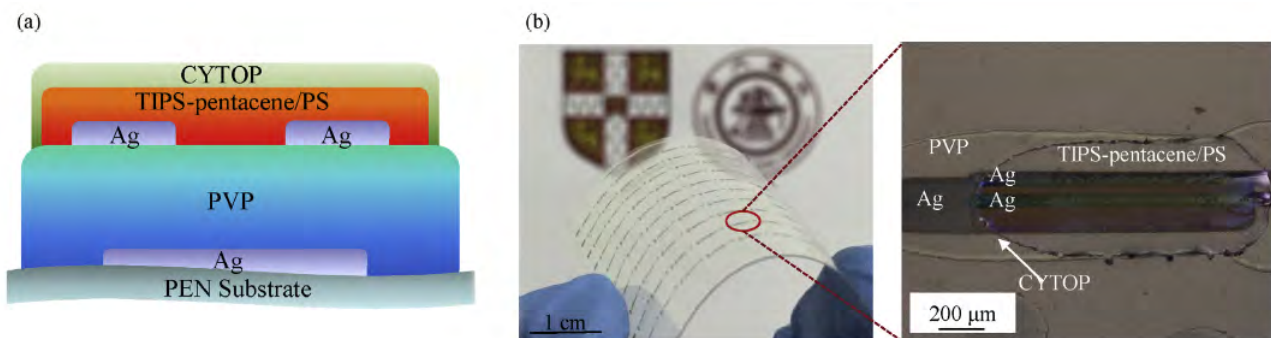 (a)
CYTOP
TIPS-pentacene/PS
Ag
Ag
PVP
Ag
PEN Substrate
(b)
1 cm
PVP
TIPS-pentacene/PS
Ag
Ag
Ag
CYTOP
200 μm